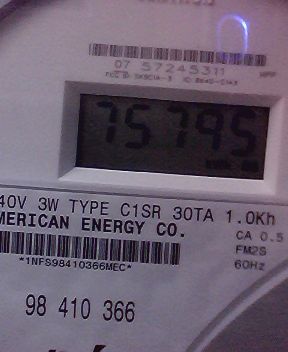 07 57245311
75795
40V 3W TYPE C1SR 30TA 1.0Kh
MERICAN ENERGY CO.
CA 0.5
FM2S
*1NFS98410366MEC*
60Hz
98 410 366